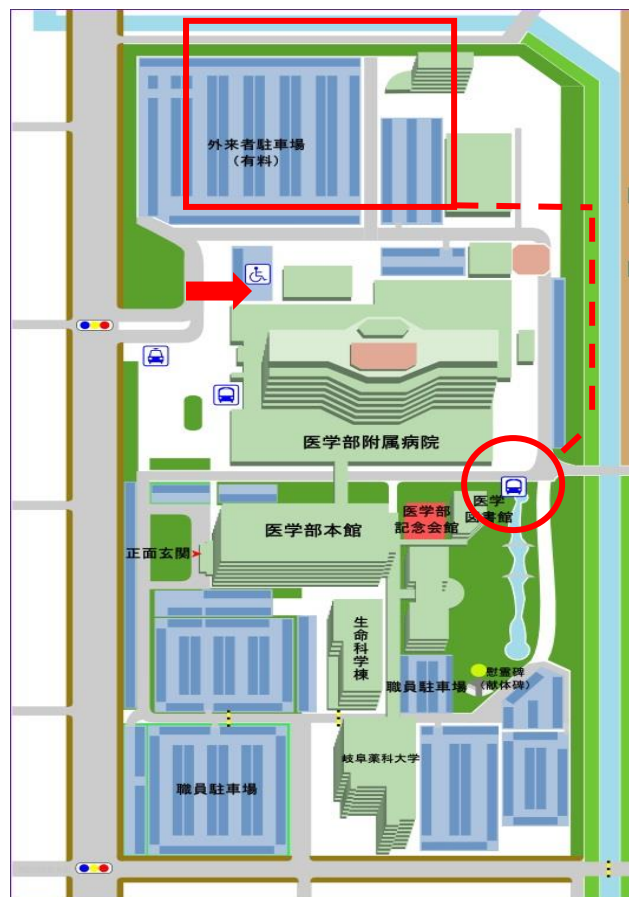 外来者駐車場
(有料)
医学部附属病院
医学
図書館
医学部
記念会館
医学部本館
正面玄関
生命科学棟
慰霊碑
(献体碑)
職員駐車場
岐阜薬科大学
職員駐車場